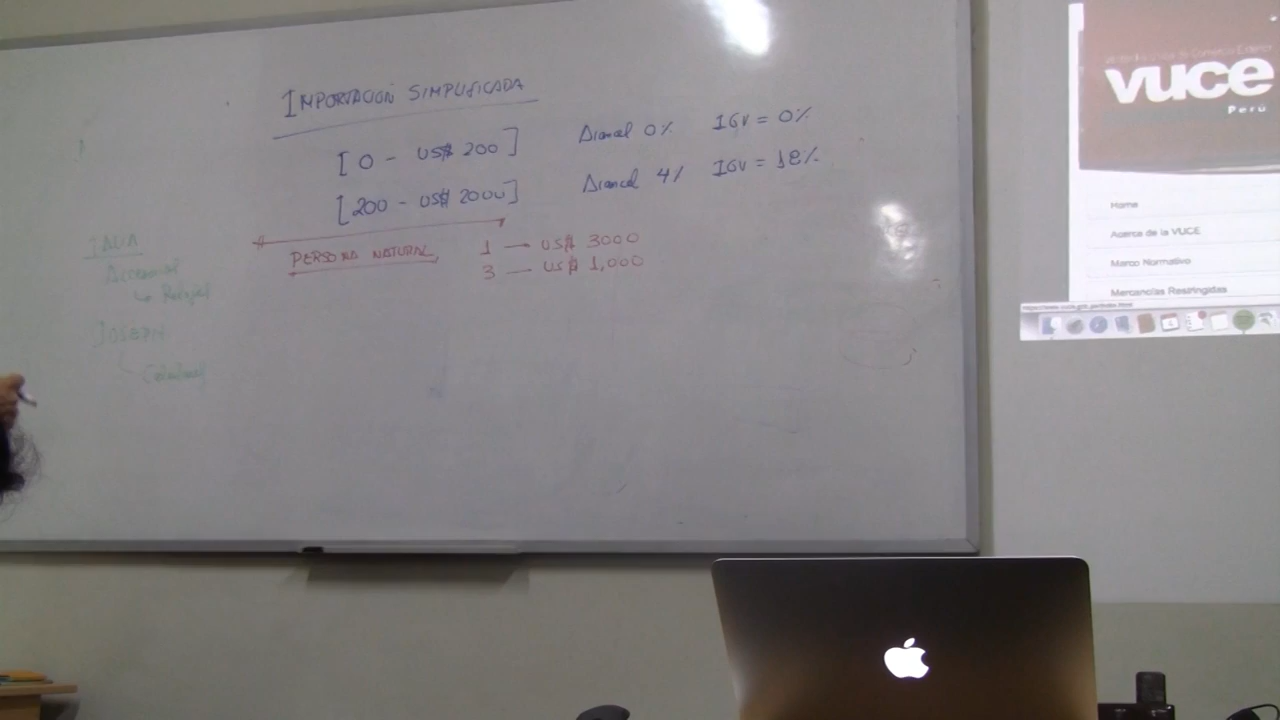 IMPORTACION SIMPLIFICADA
[0 - US$ 200] Arancel 0% IGV = 0%
[200 - US$ 2000] Arancel 4% IGV = 18%
PERSONA NATURAL 1 — US$ 3000
3 — US$ 1,000
JOSEPH
vuce
Perú
Home
Acerca de la VUCE
Marco Normativo
Mercancías Restringidas